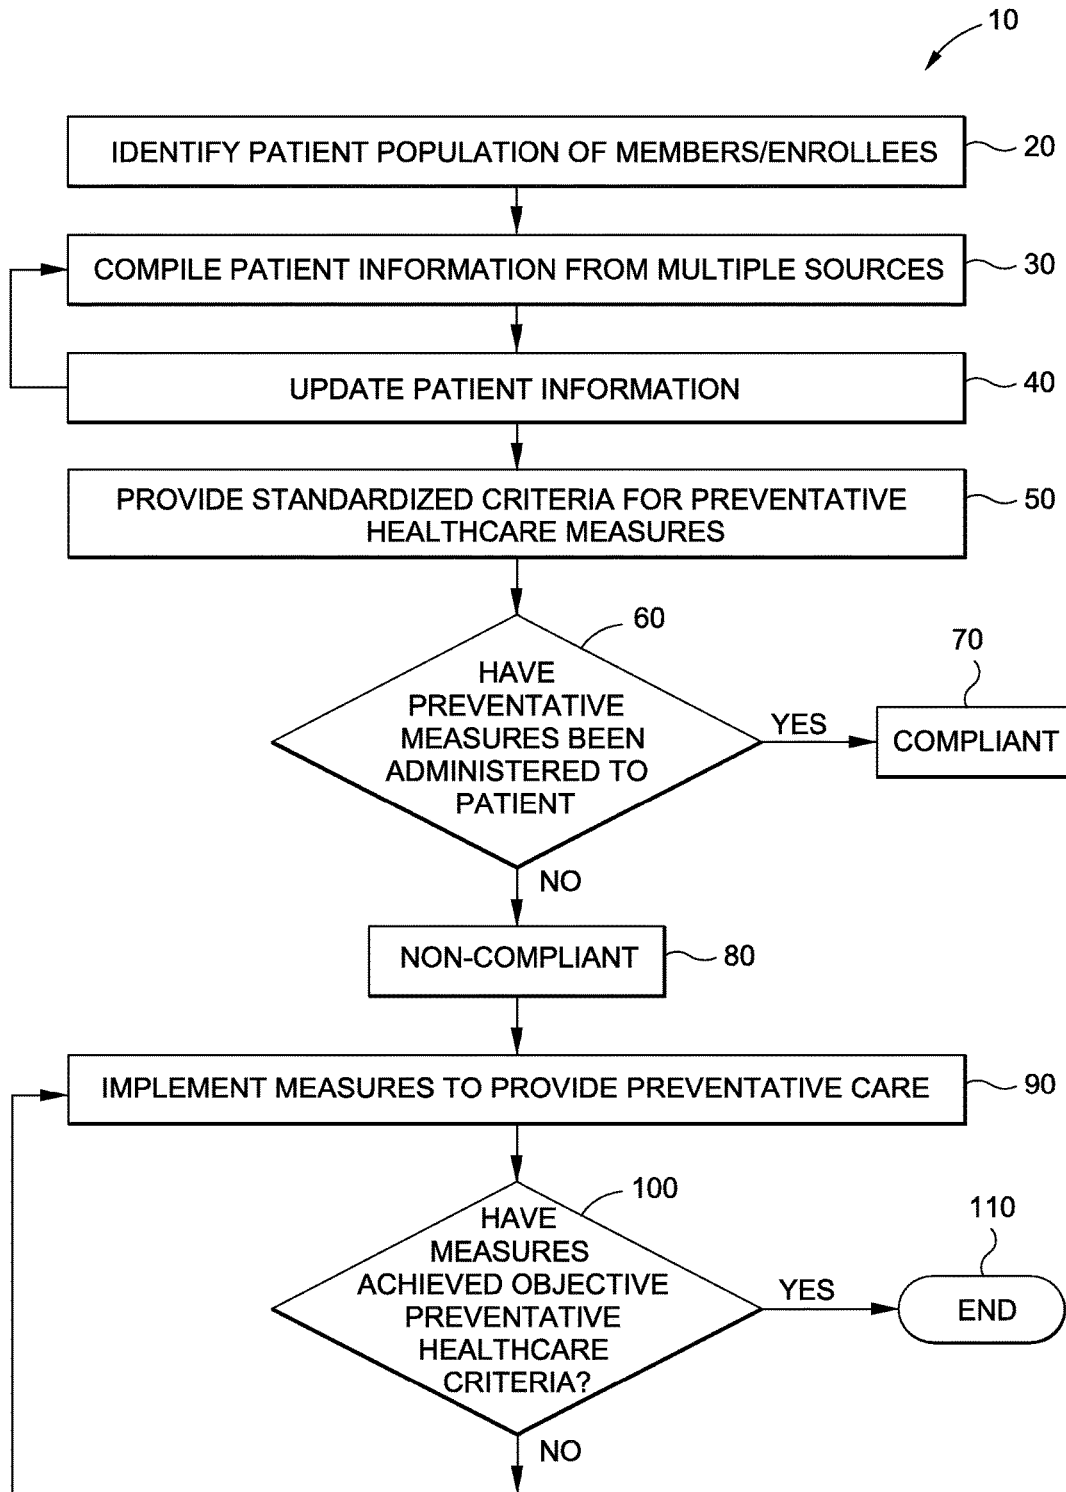 10
IDENTIFY PATIENT POPULATION OF MEMBERS/ENROLLEES
20
COMPILE PATIENT INFORMATION FROM MULTIPLE SOURCES
30
UPDATE PATIENT INFORMATION
40
PROVIDE STANDARDIZED CRITERIA FOR PREVENTATIVE
HEALTHCARE MEASURES
50
60
HAVE
PREVENTATIVE
MEASURES BEEN
ADMINISTERED TO
PATIENT
YES
70
COMPLIANT
NO
NON-COMPLIANT
80
IMPLEMENT MEASURES TO PROVIDE PREVENTATIVE CARE
90
100
HAVE
MEASURES
ACHIEVED OBJECTIVE
PREVENTATIVE
HEALTHCARE
CRITERIA?
YES
110
END
NO